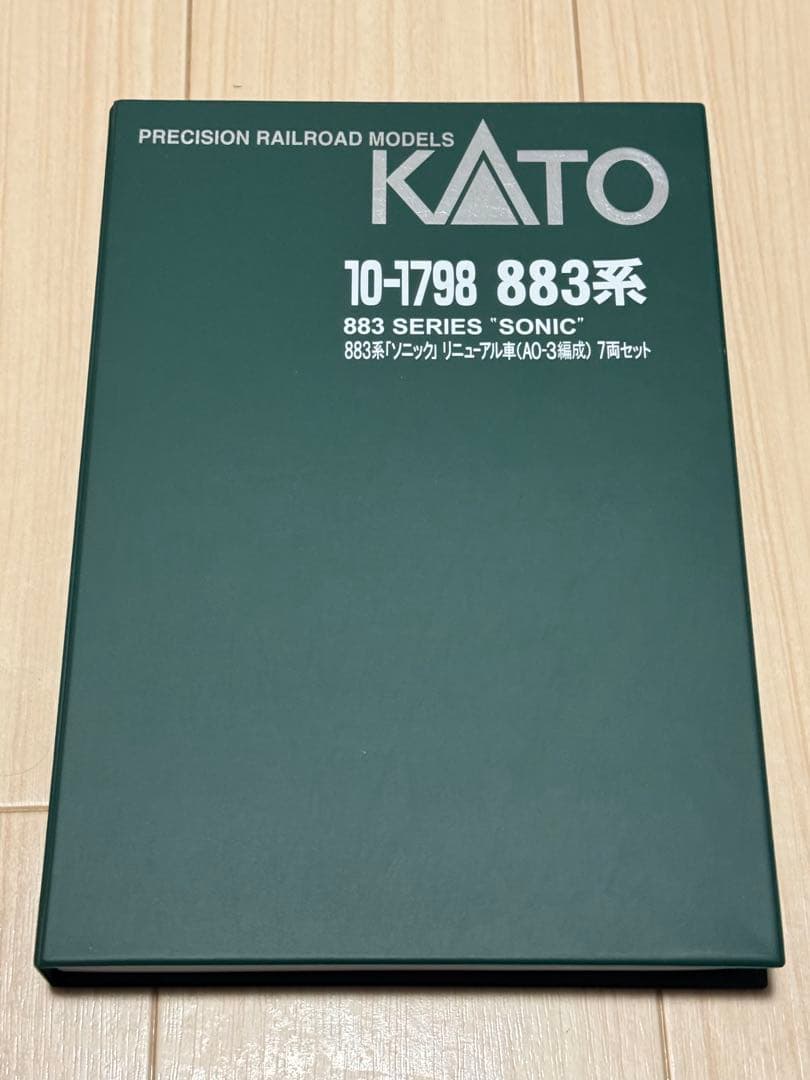 PRECISION RAILROAD MODELS
KATO
10-1798 883系
883 SERIES "SONIC"
883系「ソニック」リニューアル車(AO-3編成) 7両セット